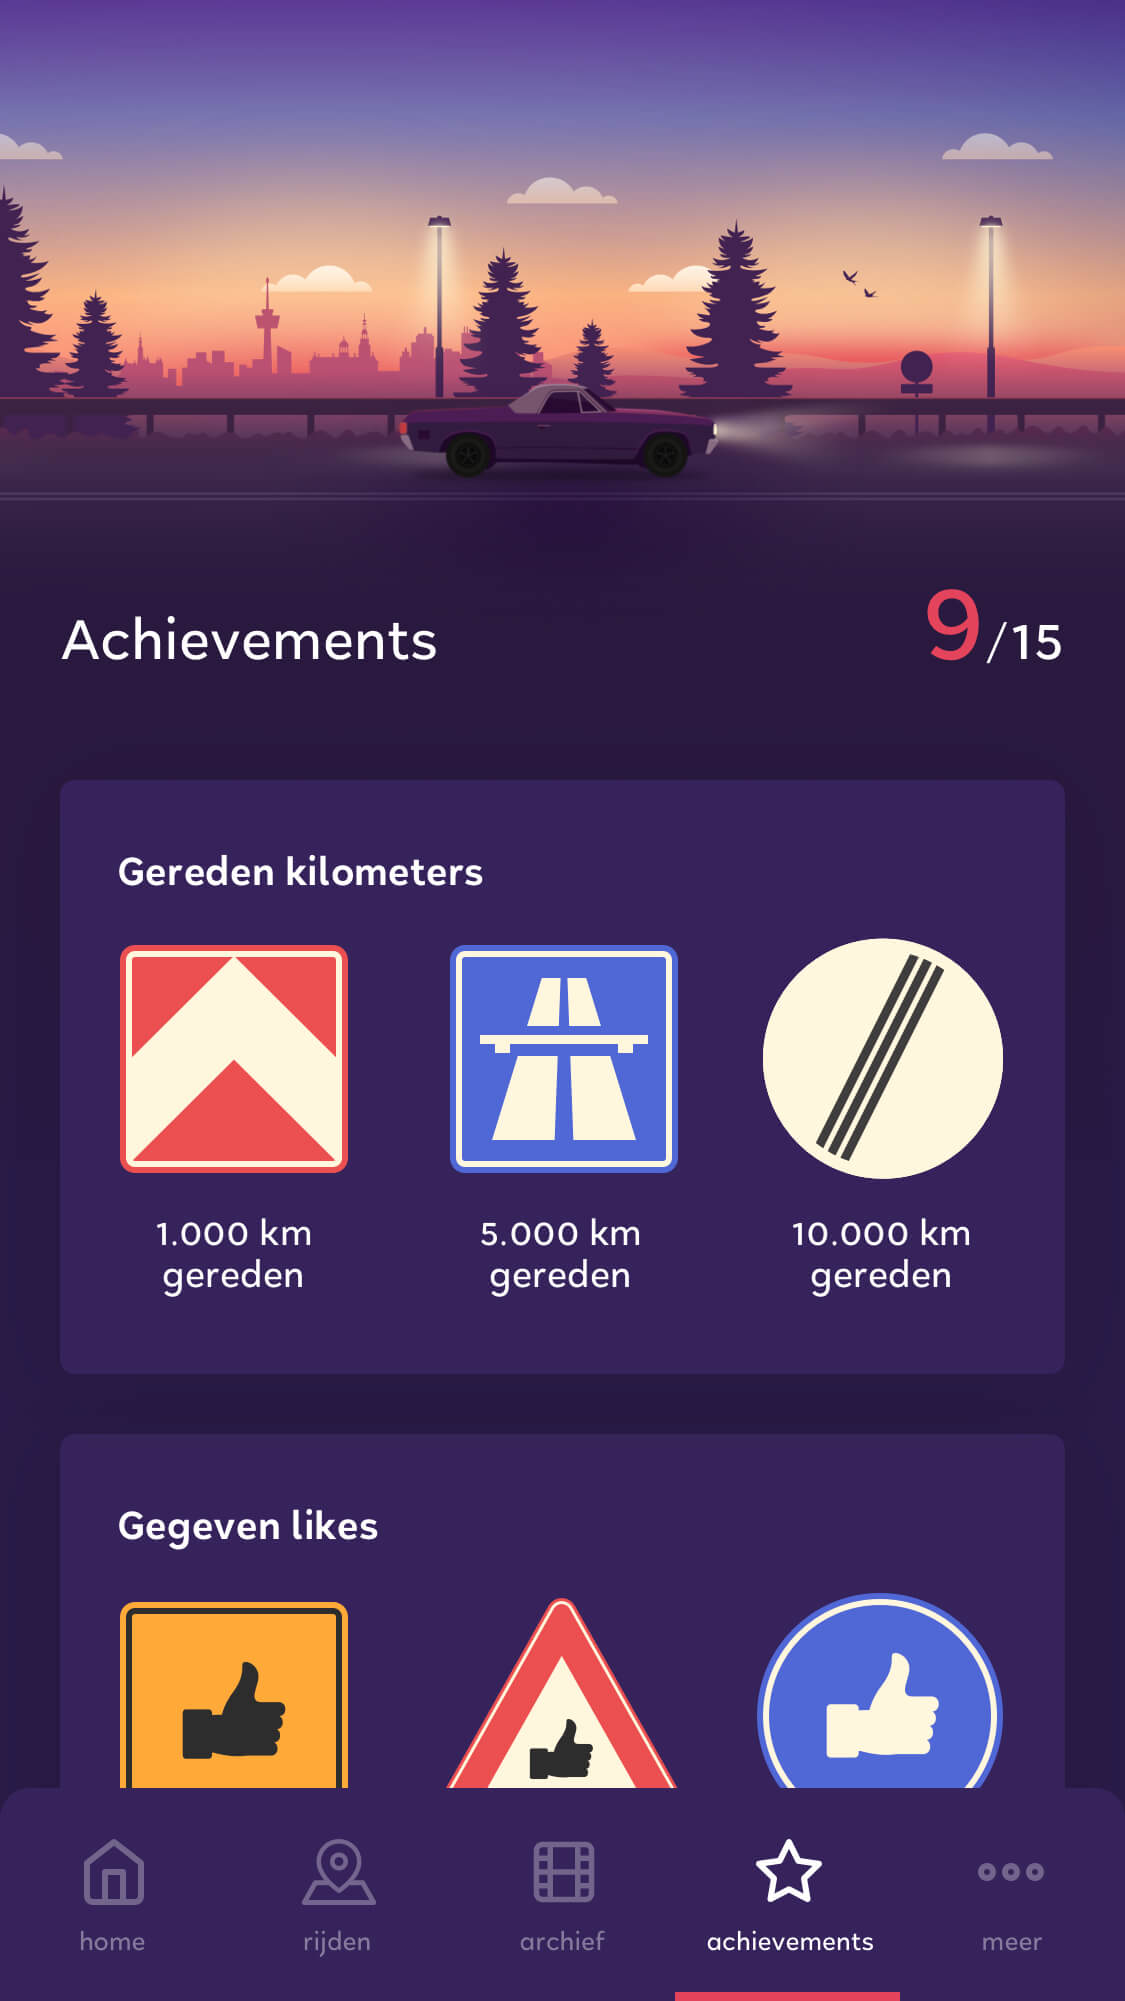 Achievements
9/15
Gereden kilometers
1.000 km
gereden
5.000 km
gereden
10.000 km
gereden
Gegeven likes
home
rijden
archief
achievements
meer